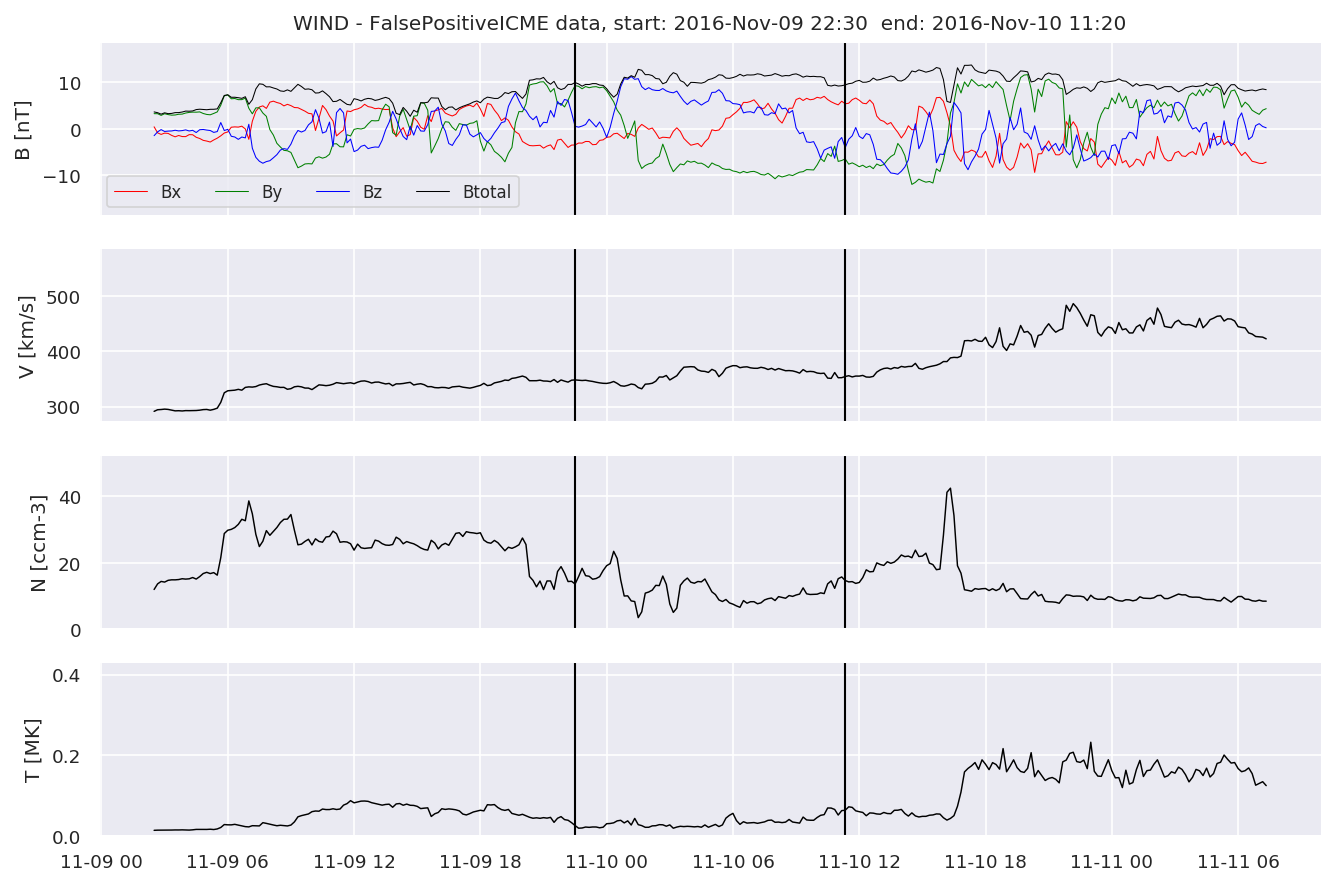 WIND - FalsePositiveICME data, start: 2016-Nov-09 22:30  end: 2016-Nov-10 11:20
B [nT]
10
0
−10
Bx By Bz Btotal
V [km/s]
500
400
300
N [ccm-3]
40
20
0
T [MK]
0.4
0.2
0.0
11-09 00 11-09 06 11-09 12 11-09 18 11-10 00 11-10 06 11-10 12 11-10 18 11-11 00 11-11 06